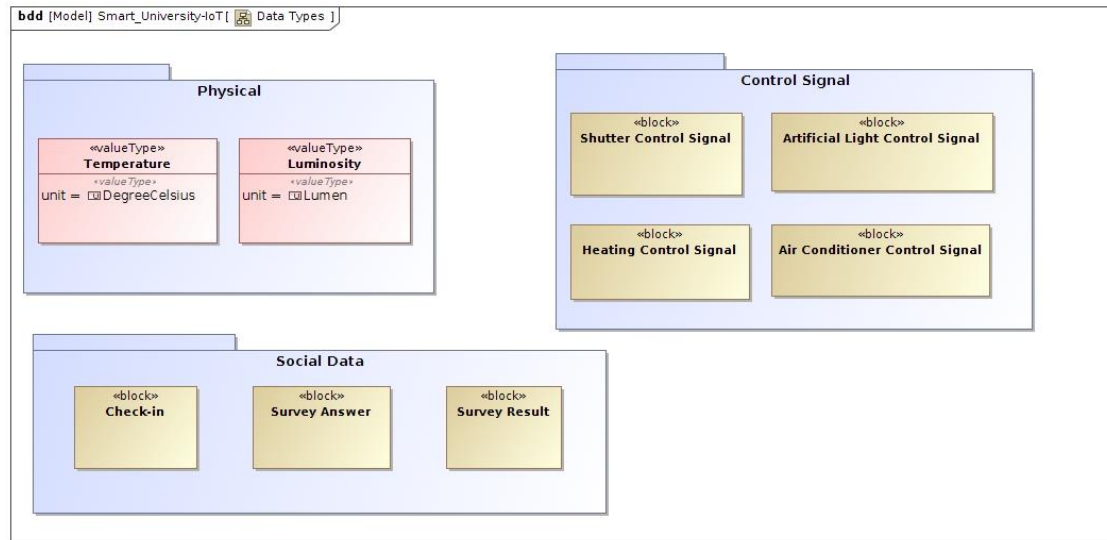 bdd [Model] Smart_University-IoT[ Data Types ]
Physical
«valueType»
Temperature
«valueType»
unit = DegreeCelsius
«valueType»
Luminosity
«valueType»
unit = Lumen
Control Signal
«block»
Shutter Control Signal
«block»
Artificial Light Control Signal
«block»
Heating Control Signal
«block»
Air Conditioner Control Signal
Social Data
«block»
Check-in
«block»
Survey Answer
«block»
Survey Result